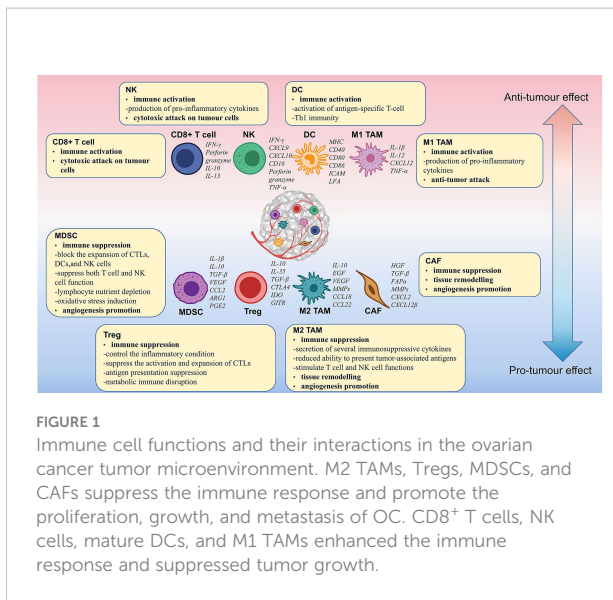 NK
• immune activation
-production of pro-inflammatory cytokines
• cytotoxic attack on tumour cells
DC
• immune activation
-activation of antigen-specific T-cell
-Th1 immunity
Anti-tumour effect
CD8+ T cell
• immune activation
• cytotoxic attack on tumour
cells
CD8+ T cell
IFN-γ
Perforin
granzyme
IL-10
IL-13
NK
IFN-γ
CXCL9
CXCL10
CD16
Perforin
granzyme
TNF-α
DC
MHC
CD40
CD80
CD86
ICAM
LFA
M1 TAM
IL-1β
IL-12
CXCL12
TNF-α
M1 TAM
• immune activation
-production of pro-inflammatory
cytokines
• anti-tumor attack
MDSC
• immune suppression
-block the expansion of CTLs,
DCs,and NK cells
-suppress both T cell and NK
cell function
-lymphocyte nutrient depletion
-oxidative stress induction
• angiogenesis promotion
MDSC
IL-1β
IL-10
TGF-β
VEGF
CCL2
ARG1
PGE2
Treg
IL-10
IL-35
TGF-β
CTLA4
IDO
GITR
M2 TAM
IL-10
EGF
VEGF
MMPs
CCL18
CCL22
CAF
HGF
TGF-β
FAPα
MMPs
CXCL2
CXCL12β
CAF
• immune suppression
• tissue remodelling
• angiogenesis promotion
Treg
• immune suppression
-control the inflammatory condition
-suppress the activation and expansion of CTLs
-antigen presentation suppression
-metabolic immune disruption
M2 TAM
• immune suppression
-secretion of several immunosuppressive cytokines
-reduced ability to present tumor-associated antigens
-stimulate T cell and NK cell functions
• tissue remodelling
• angiogenesis promotion
Pro-tumour effect
FIGURE 1
Immune cell functions and their interactions in the ovarian
cancer tumor microenvironment. M2 TAMs, Tregs, MDSCs, and
CAFs suppress the immune response and promote the
proliferation, growth, and metastasis of OC. CD8⁺ T cells, NK
cells, mature DCs, and M1 TAMs enhanced the immune
response and suppressed tumor growth.